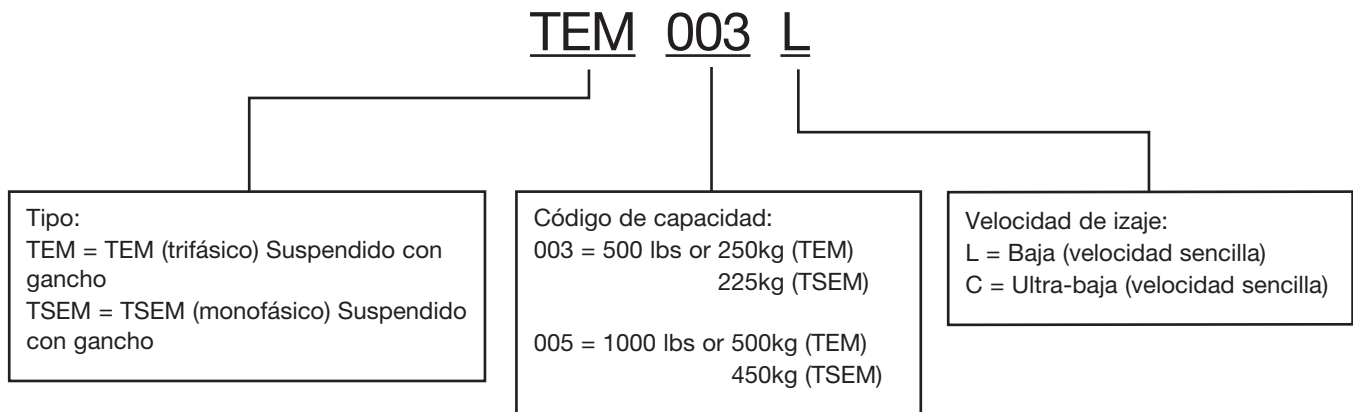 TEM 003 L
Tipo:
TEM = TEM (trifásico) Suspendido con
gancho
TSEM = TSEM (monofásico) Suspendido
con gancho
Código de capacidad:
003 = 500 lbs or 250kg (TEM)
225kg (TSEM)
005 = 1000 lbs or 500kg (TEM)
450kg (TSEM)
Velocidad de izaje:
L = Baja (velocidad sencilla)
C = Ultra-baja (velocidad sencilla)